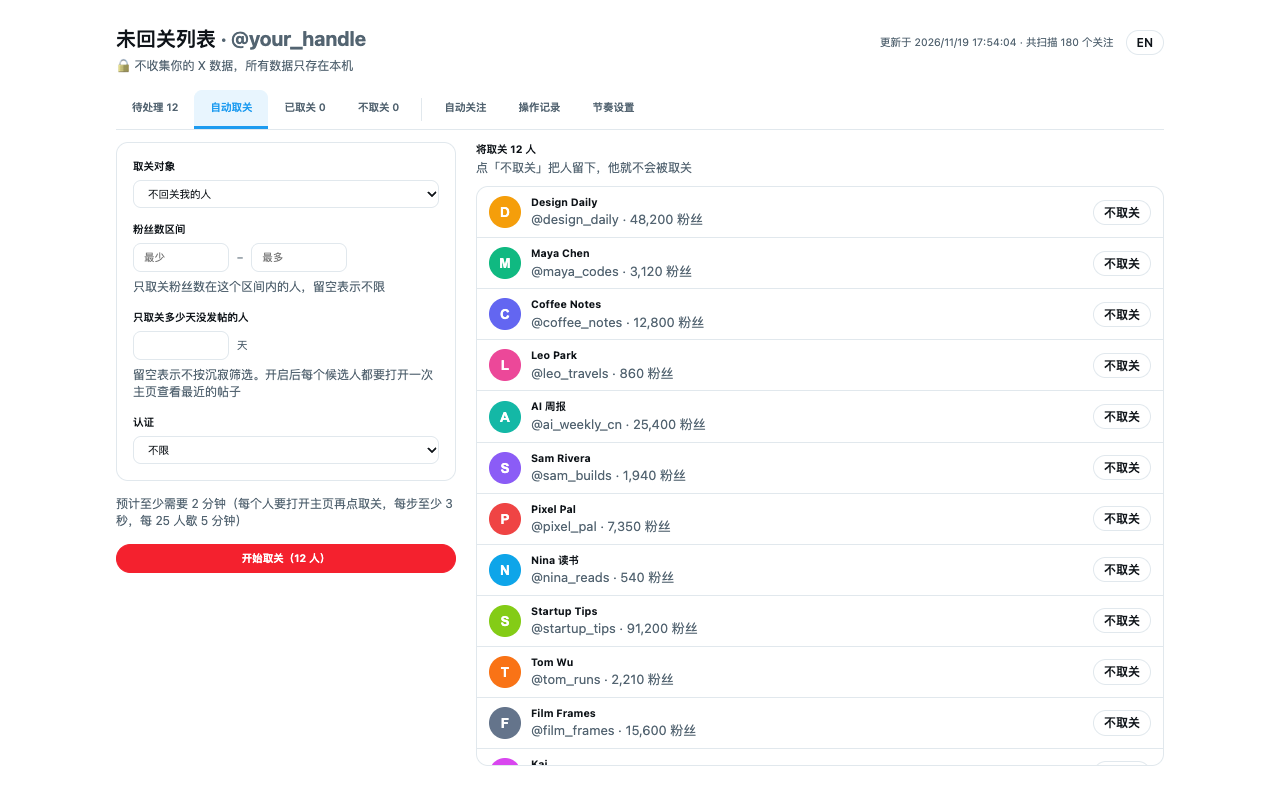 未回关列表 · @your_handle
🔒 不收集你的 X 数据，所有数据只存在本机
更新于 2026/11/19 17:54:04 · 共扫描 180 个关注
EN
待处理 12
自动取关
已取关 0
不取关 0
自动关注
操作记录
节奏设置
取关对象
不回关我的人
粉丝数区间
最少 – 最多
只取关粉丝数在这个区间内的人，留空表示不限
只取关多少天没发帖的人
天
留空表示不按沉寂筛选。开启后每个候选人都要打开一次
主页查看最近的帖子
认证
不限
预计至少需要 2 分钟（每个人要打开主页再点取关，每步至少 3
秒，每 25 人歇 5 分钟）
开始取关（12 人）
将取关 12 人
点「不取关」把人留下，他就不会被取关
D
Design Daily
@design_daily · 48,200 粉丝
不取关
M
Maya Chen
@maya_codes · 3,120 粉丝
不取关
C
Coffee Notes
@coffee_notes · 12,800 粉丝
不取关
L
Leo Park
@leo_travels · 860 粉丝
不取关
A
AI 周报
@ai_weekly_cn · 25,400 粉丝
不取关
S
Sam Rivera
@sam_builds · 1,940 粉丝
不取关
P
Pixel Pal
@pixel_pal · 7,350 粉丝
不取关
N
Nina 读书
@nina_reads · 540 粉丝
不取关
S
Startup Tips
@startup_tips · 91,200 粉丝
不取关
T
Tom Wu
@tom_runs · 2,210 粉丝
不取关
F
Film Frames
@film_frames · 15,600 粉丝
不取关
Kai